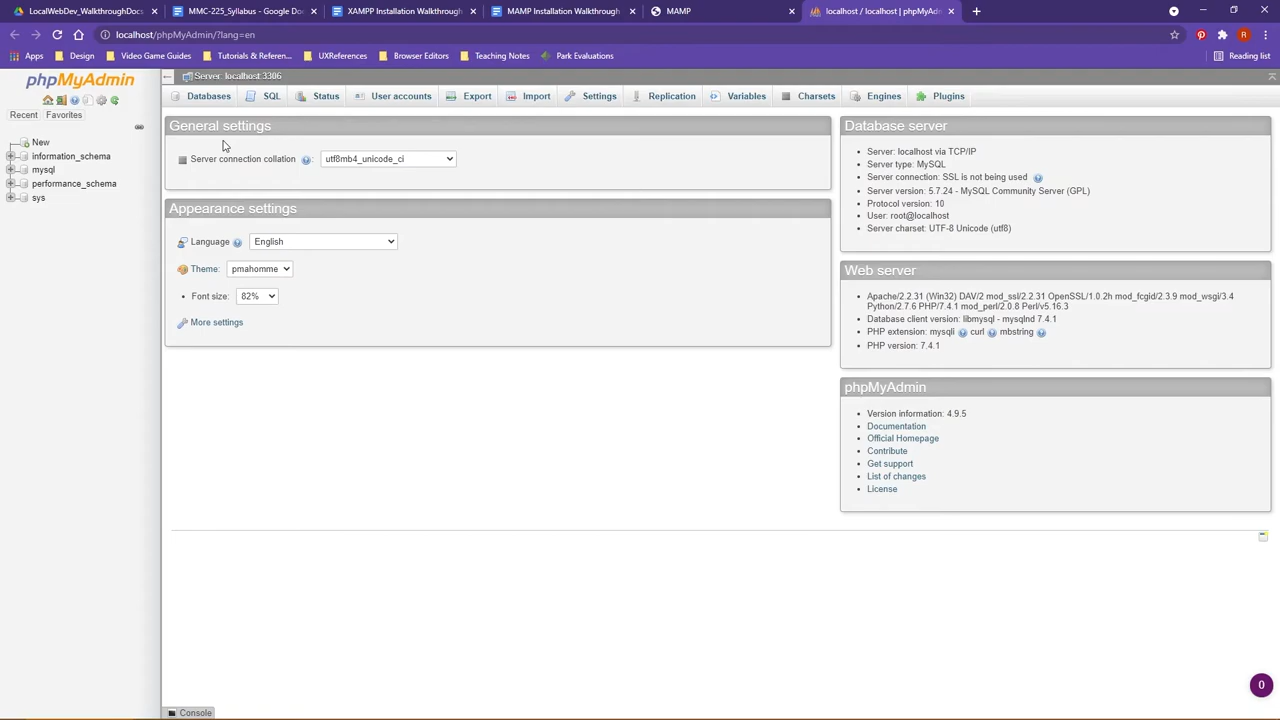 LocalWebDev_WalkthroughDocs
MMC-225_Syllabus - Google Doc
XAMPP Installation Walkthrough
MAMP Installation Walkthrough
MAMP
localhost / localhost | phpMyAdm
localhost/phpMyAdmin/?lang=en
Apps
Design
Video Game Guides
Tutorials & Referen...
UXReferences
Browser Editors
Teaching Notes
Park Evaluations
Reading list
phpMyAdmin
Recent
Favorites
New
information_schema
mysql
performance_schema
sys
Server: localhost:3306
Databases
SQL
Status
User accounts
Export
Import
Settings
Replication
Variables
Charsets
Engines
Plugins
General settings
Server connection collation
:
utf8mb4_unicode_ci
Appearance settings
Language
English
Theme:
pmahomme
Font size:
82%
More settings
Database server
• Server: localhost via TCP/IP
• Server type: MySQL
• Server connection: SSL is not being used
• Server version: 5.7.24 - MySQL Community Server (GPL)
• Protocol version: 10
• User: root@localhost
• Server charset: UTF-8 Unicode (utf8)
Web server
• Apache/2.2.31 (Win32) DAV/2 mod_ssl/2.2.31 OpenSSL/1.0.2h mod_fcgid/2.3.9 mod_wsgi/3.4
Python/2.7.6 PHP/7.4.1 mod_perl/2.0.8 Perl/v5.16.3
• Database client version: libmysql - mysqlnd 7.4.1
• PHP extension: mysqli curl mbstring
• PHP version: 7.4.1
phpMyAdmin
• Version information: 4.9.5
• Documentation
• Official Homepage
• Contribute
• Get support
• List of changes
• License
0
Console